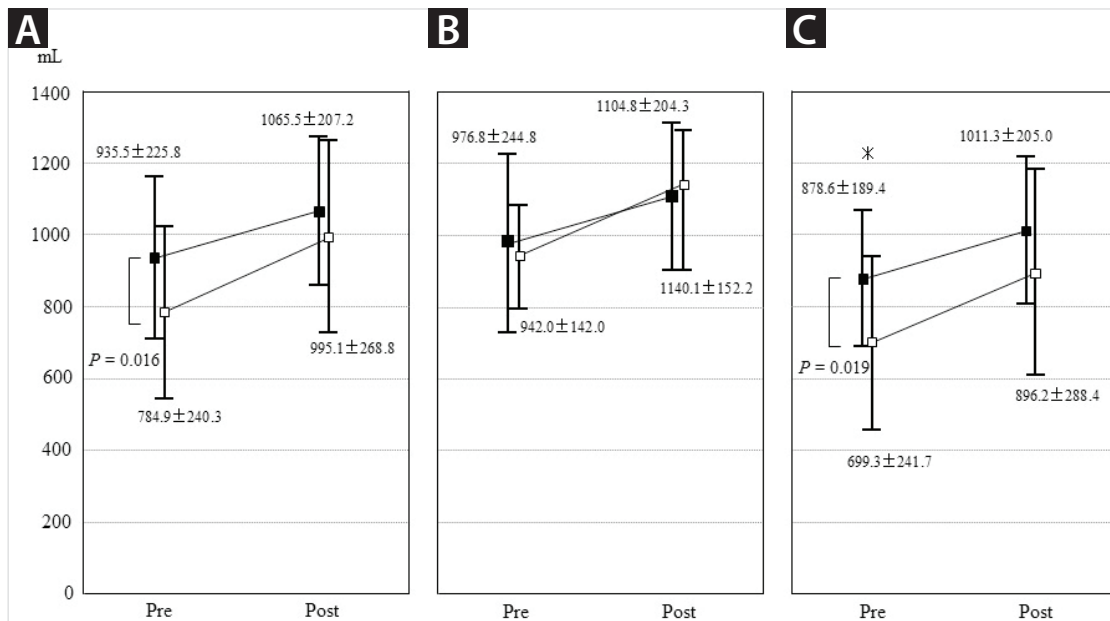 A
B
C
mL
1400
1200
1000
800
600
400
200
0
935.5±225.8
1065.5±207.2
P = 0.016
784.9±240.3
995.1±268.8
Pre
Post
976.8±244.8
1104.8±204.3
942.0±142.0
1140.1±152.2
Pre
Post
*
878.6±189.4
1011.3±205.0
P = 0.019
699.3±241.7
896.2±288.4
Pre
Post